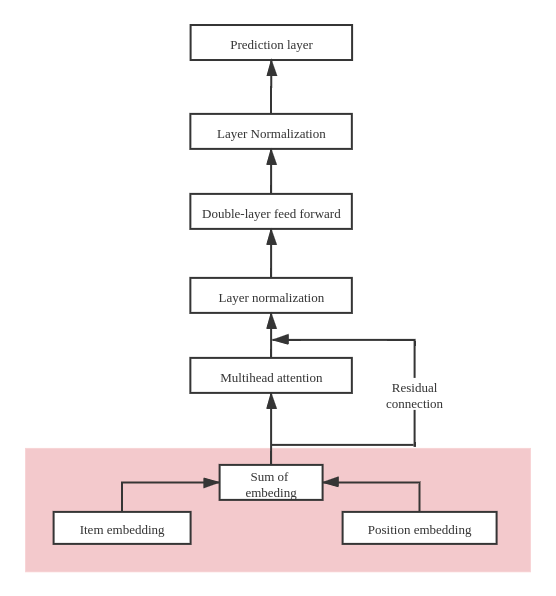 Prediction layer
Layer Normalization
Double-layer feed forward
Layer normalization
Multihead attention
Residual
connection
Sum of
embeding
Item embedding
Position embedding